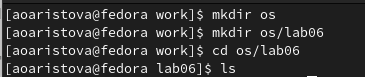 [aoaristova@fedora work]$ mkdir os
[aoaristova@fedora work]$ mkdir os/lab06
[aoaristova@fedora work]$ cd os/lab06
[aoaristova@fedora lab06]$ ls